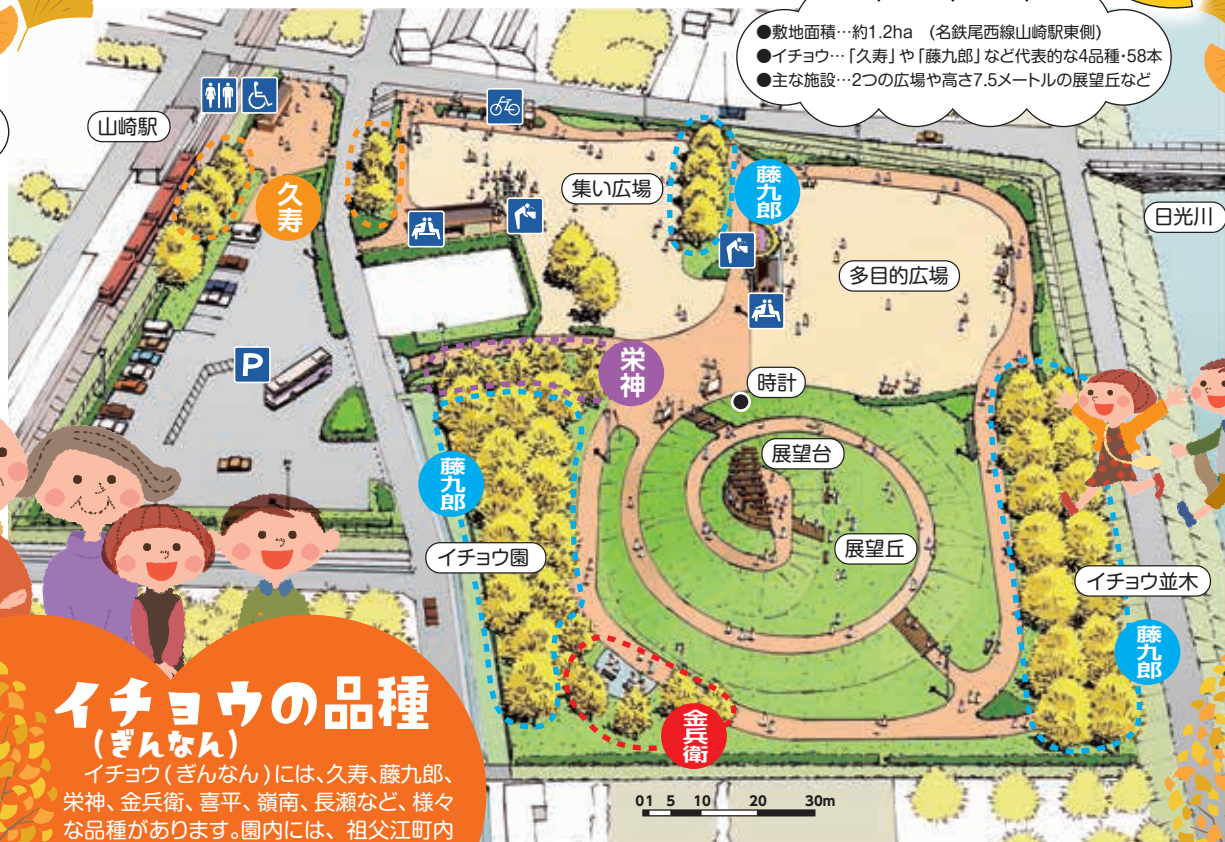 ●敷地面積…約1.2ha （名鉄尾西線山崎駅東側）
●イチョウ…「久寿」や「藤九郎」など代表的な4品種・58本
●主な施設…2つの広場や高さ7.5メートルの展望丘など
山崎駅
久寿
集い広場
藤九郎
日光川
多目的広場
P
栄神
時計
展望台
藤九郎
展望丘
イチョウ園
イチョウ並木
藤九郎
金兵衛
01 5 10 20 30m
イチョウの品種
(ぎんなん)
イチョウ(ぎんなん)には、久寿、藤九郎、
栄神、金兵衛、喜平、嶺南、長瀬など、様々
な品種があります。園内には、祖父江町内